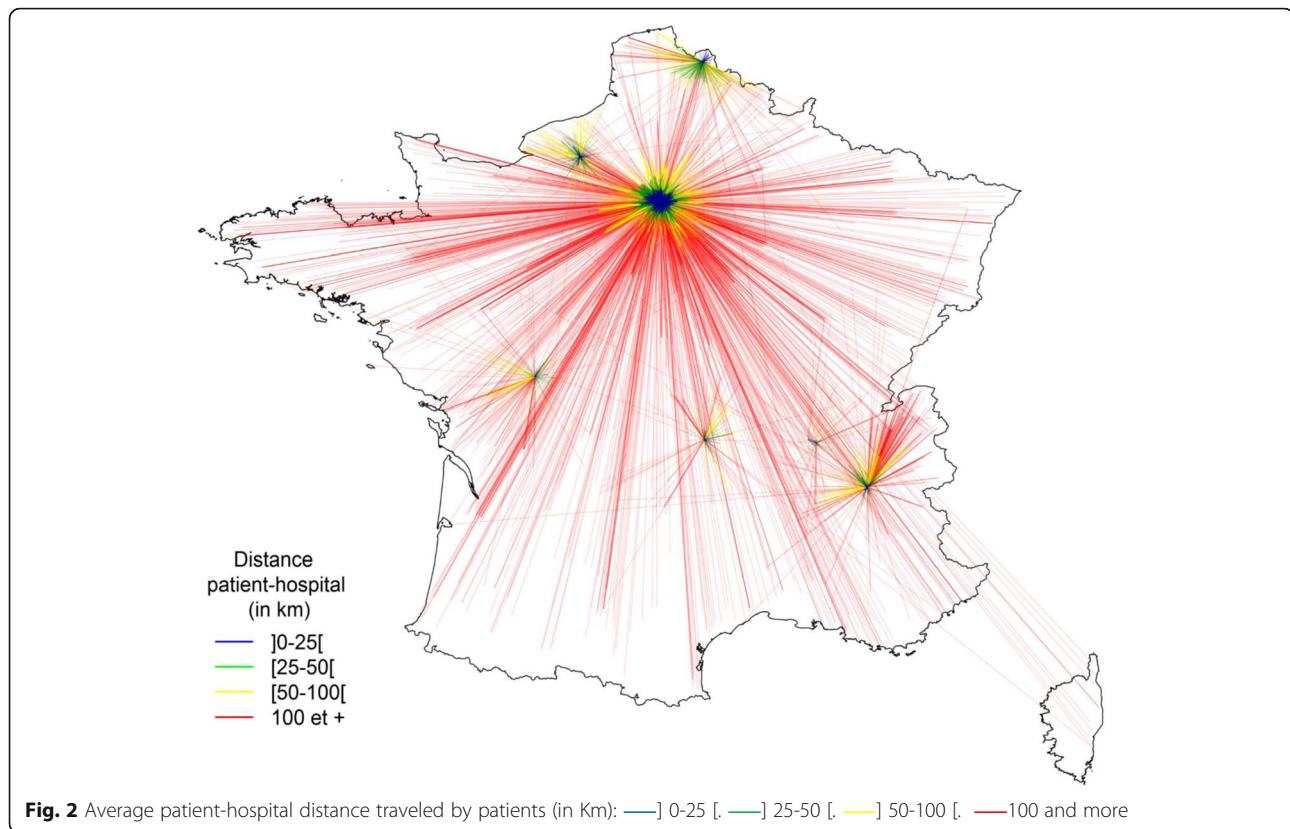 Distance
patient-hospital
(in km)
]0-25[
[25-50[
[50-100[
100 et +
Fig. 2 Average patient-hospital distance traveled by patients (in Km): ] 0-25 [. ] 25-50 [. ] 50-100 [. 100 and more